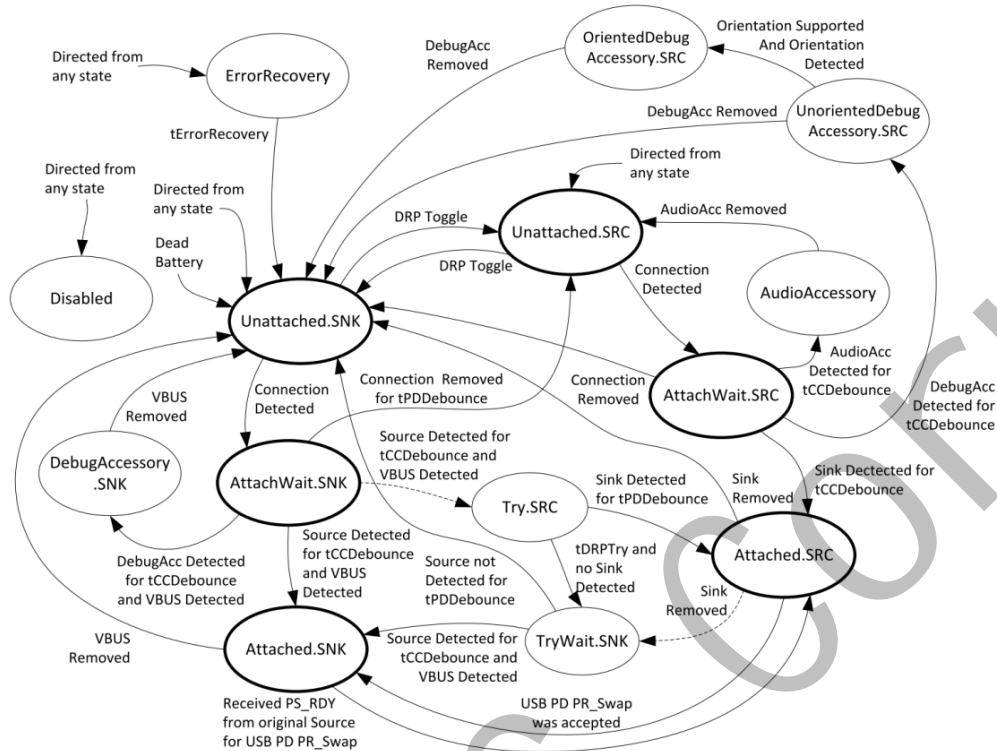 Directed from
any state
ErrorRecovery
tErrorRecovery
DebugAcc
Removed
OrientedDebug
Accessory.SRC
Orientation Supported
And Orientation
Detected
DebugAcc Removed
UnorientedDebug
Accessory.SRC
Directed from
any state
Disabled
Directed from
any state
Dead
Battery
Unattached.SNK
DRP Toggle
DRP Toggle
Directed from
any state
Unattached.SRC
AudioAcc Removed
Connection
Detected
AudioAccessory
AttachWait.SRC
AudioAcc
Detected for
tCCDebounce
DebugAcc
Detected for
tCCDebounce
Connection
Removed
VBUS
Removed
Connection
Detected
Connection Removed
for tPDDebounce
DebugAccessory
.SNK
AttachWait.SNK
Source Detected for
tCCDebounce and
VBUS Detected
Try.SRC
Sink Detected
for tPDDebounce
Sink
Removed
Sink Dectected for
tCCDebounce
Attached.SRC
DebugAcc Detected
for tCCDebounce
and VBUS Detected
Source Detected
for tCCDebounce
and VBUS
Detected
Source not
Detected for
tPDDebounce
tDRPTry and
no Sink
Detected
Sink
Removed
TryWait.SNK
VBUS
Removed
Attached.SNK
Source Detected for
tCCDebounce and
VBUS Detected
Received PS_RDY
from original Source
for USB PD PR_Swap
USB PD PR_Swap
was accepted